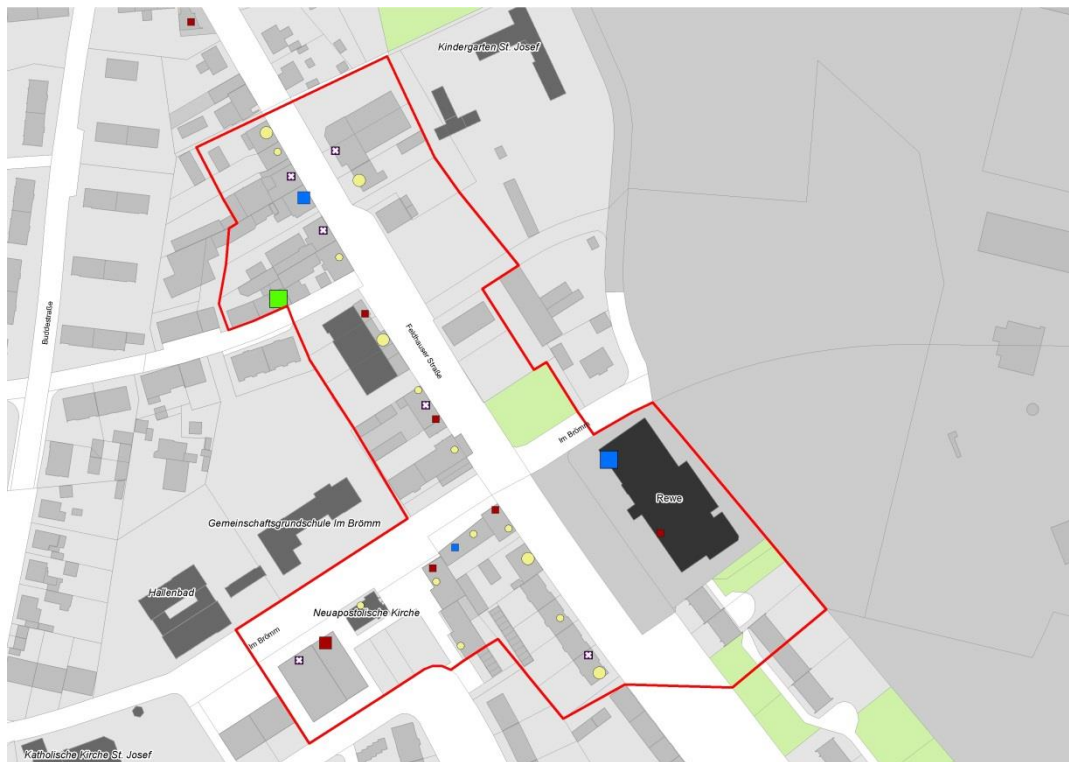 Kindergarten St. Josef
Buddestraße
Feldhauser Straße
Im Brömm
Rewe
Gemeinschaftsgrundschule Im Brömm
Hallenbad
Neuapostolische Kirche
Im Brömm
Katholische Kirche St. Josef